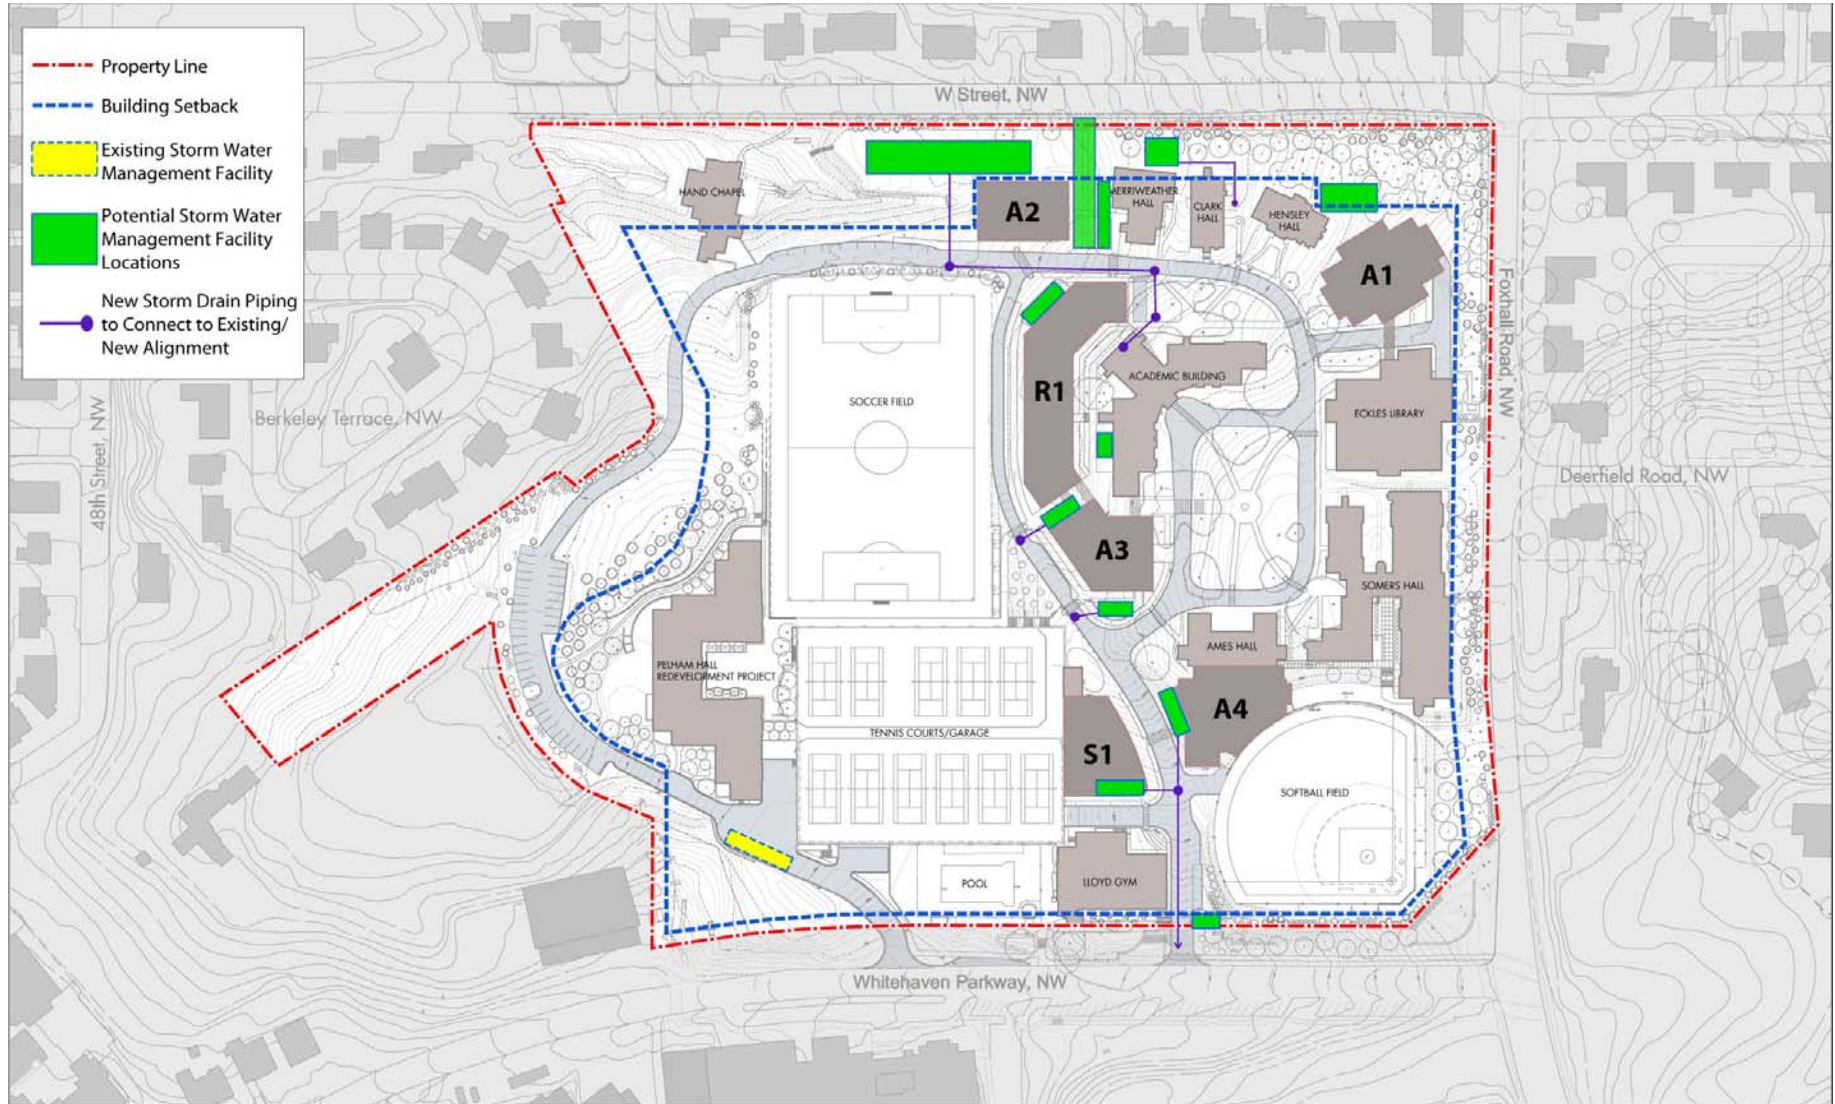 Property Line
Building Setback
Existing Storm Water
Management Facility
Potential Storm Water
Management Facility
Locations
New Storm Drain Piping
to Connect to Existing/
New Alignment
W Street, NW
HAND CHAPEL
A2
MERRIWEATHER
HALL
CLARK
HALL
HENSLEY
HALL
A1
Foxhall Road, NW
R1
ACADEMIC BUILDING
SOCCER FIELD
ECKLES LIBRARY
Berkeley Terrace, NW
48th Street, NW
Deerfield Road, NW
A3
SOMERS HALL
AMES HALL
PELHAM HALL
REDEVELOPMENT PROJECT
A4
TENNIS COURTS/GARAGE
S1
SOFTBALL FIELD
POOL
LLOYD GYM
Whitehaven Parkway, NW